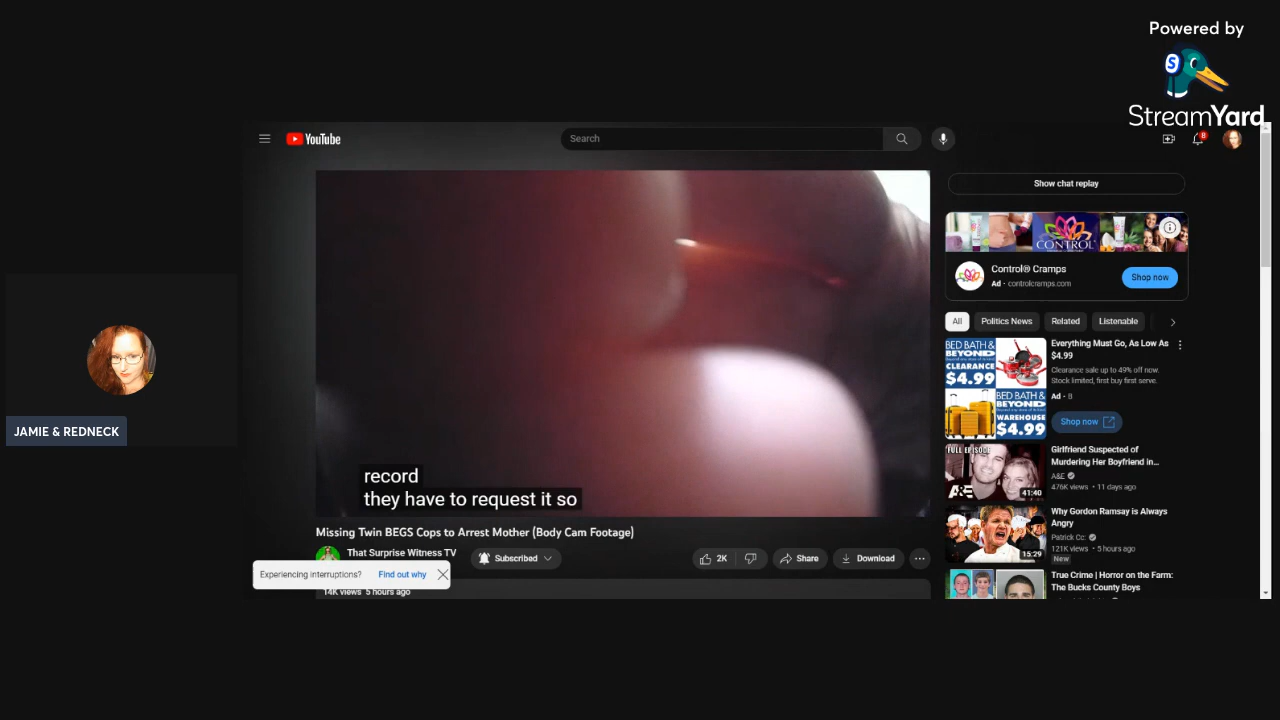 Powered by
StreamYard
YouTube
Search
8
Show chat replay
CONTROL
Control® Cramps
Ad · controlcramps.com
Shop now
All
Politics News
Related
Listenable
BED BATH &
BEYOND
CLEARANCE
$4.99
BED BATH &
BEYOND
WAREHOUSE
$4.99
Everything Must Go, As Low As
$4.99
Clearance sale up to 49% off now.
Stock limited, first buy first serve.
Ad · B
Shop now
FULL EPISODE
A&E
41:40
Girlfriend Suspected of
Murdering Her Boyfriend in...
A&E
476K views · 11 days ago
15:29
Why Gordon Ramsay is Always
Angry
Patrick Cc:
121K views · 5 hours ago
New
True Crime | Horror on the Farm:
The Bucks County Boys
JAMIE & REDNECK
record
they have to request it so
Missing Twin BEGS Cops to Arrest Mother (Body Cam Footage)
That Surprise Witness TV
Subscribed
2K
Share
Download
Experiencing interruptions?
Find out why
14K views 5 hours ago